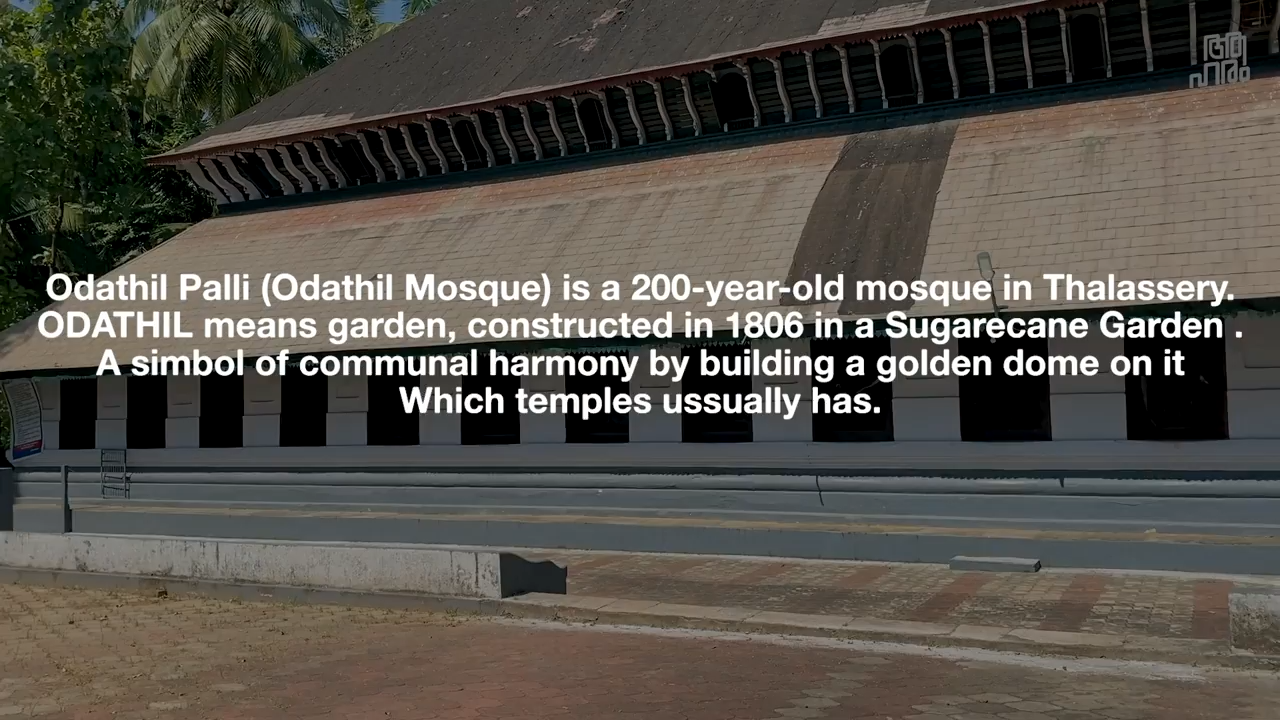 Odathil Palli (Odathil Mosque) is a 200-year-old mosque in Thalassery.
ODATHIL means garden, constructed in 1806 in a Sugarecane Garden .
A simbol of communal harmony by building a golden dome on it
Which temples ussually has.